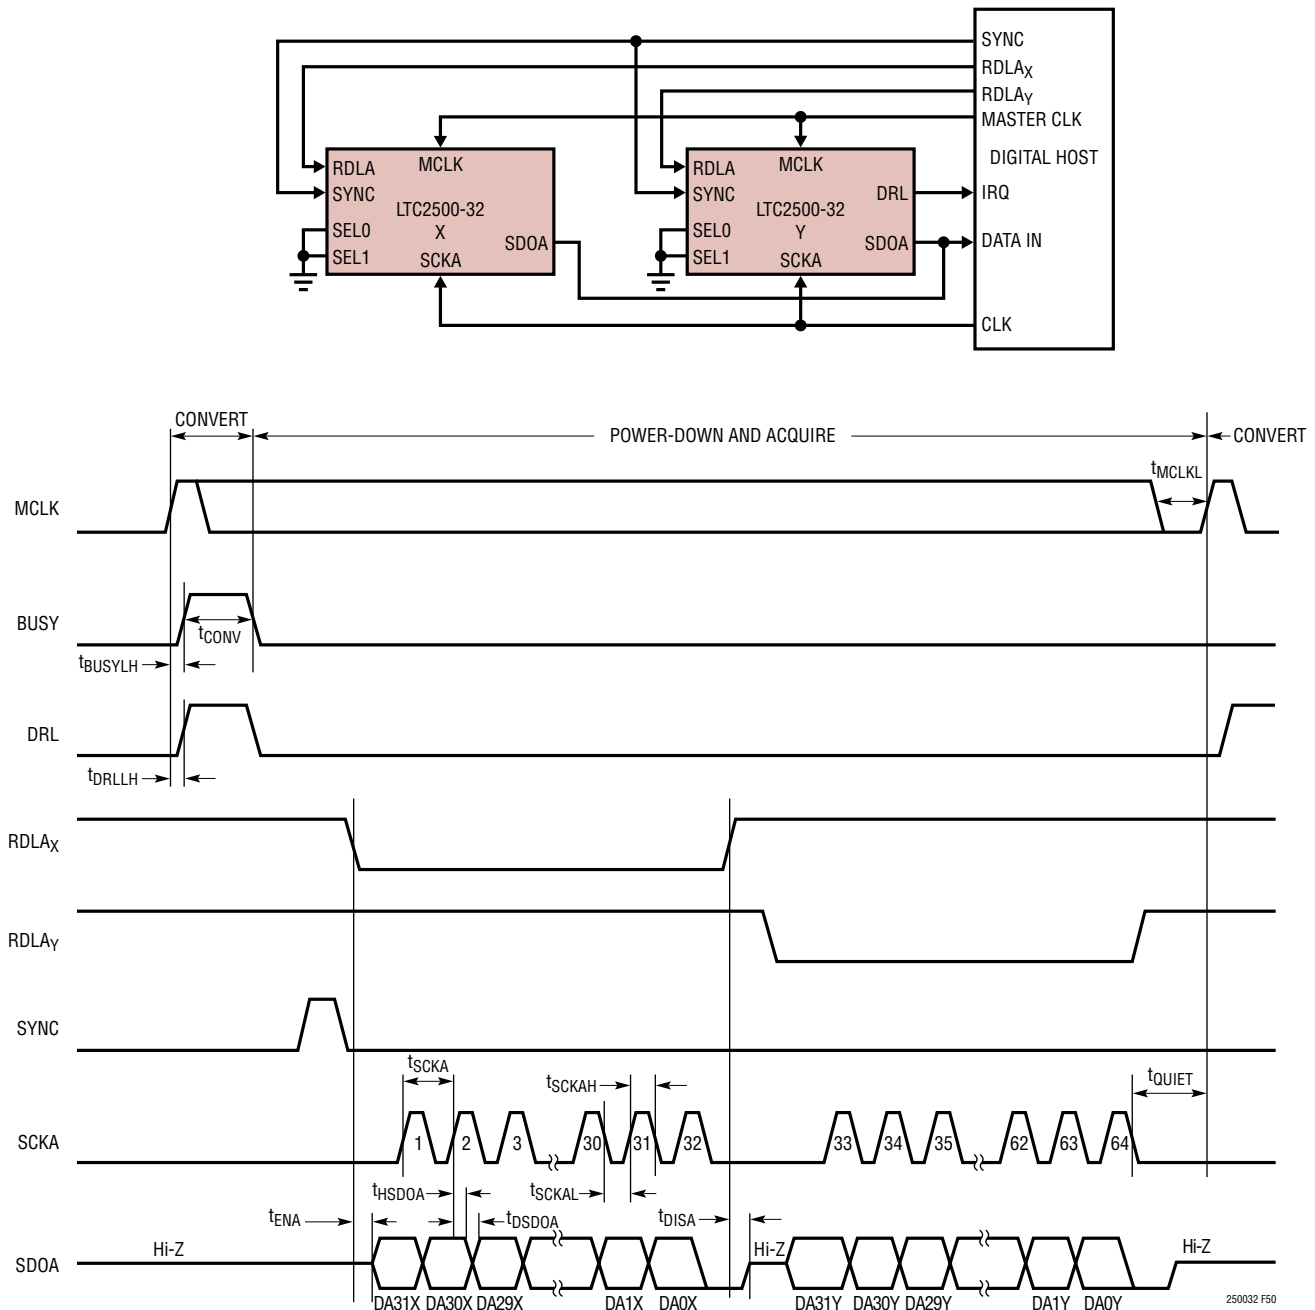 SYNC
RDLAX
RDLAY
MASTER CLK
DIGITAL HOST
IRQ
DATA IN
CLK
RDLA
SYNC
SEL0
SEL1
MCLK
LTC2500-32
X
SCKA
SDOA
RDLA
SYNC
SEL0
SEL1
MCLK
LTC2500-32
Y
SCKA
DRL
SDOA
CONVERT
POWER-DOWN AND ACQUIRE
CONVERT
MCLK
tMCLKL
BUSY
tCONV
tBUSYLH
DRL
tDRLLH
RDLAX
RDLAY
SYNC
tSCKA
tSCKAH
tQUIET
SCKA
1 2 3 30 31 32 33 34 35 62 63 64
tHSDOA
tSCKAL
tENA
tDSDOA
tDISA
SDOA
Hi-Z
Hi-Z
Hi-Z
DA31X DA30X DA29X DA1X DA0X DA31Y DA30Y DA29Y DA1Y DA0Y
250032 F50